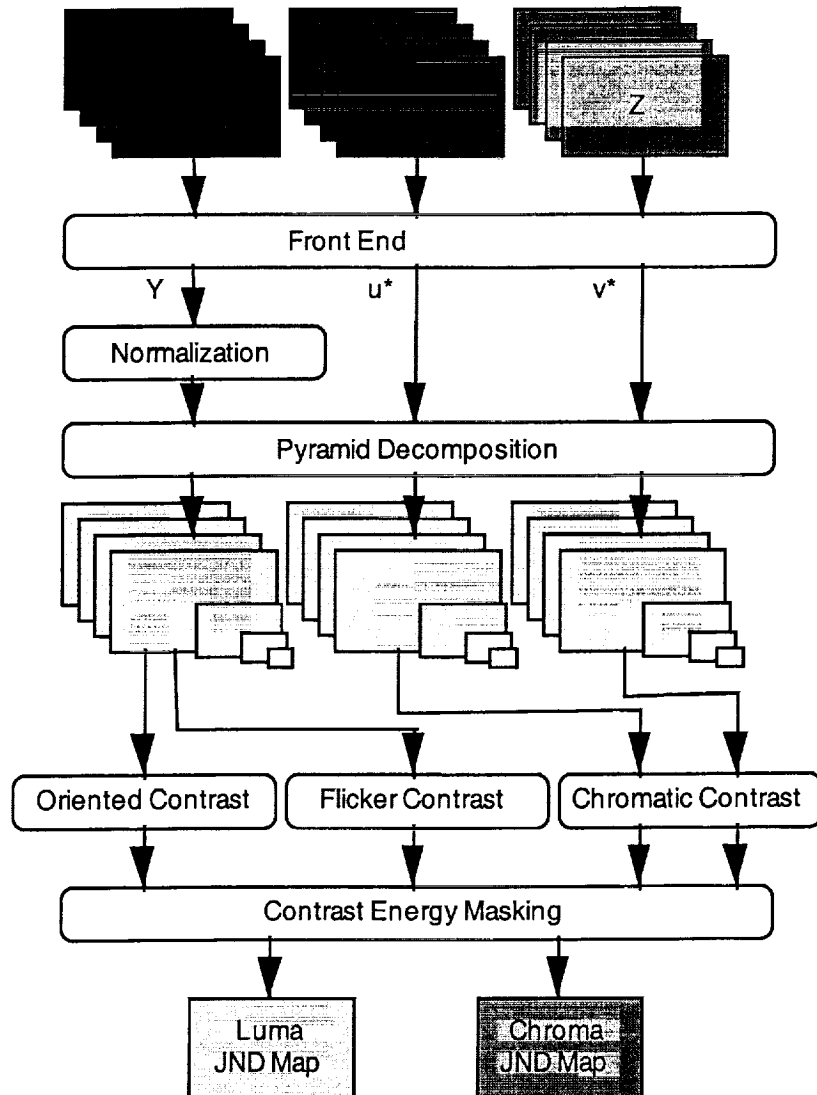 Z
Front End
Y
u*
v*
Normalization
Pyramid Decomposition
Oriented Contrast
Flicker Contrast
Chromatic Contrast
Contrast Energy Masking
Luma
JND Map
Chroma
JND Map